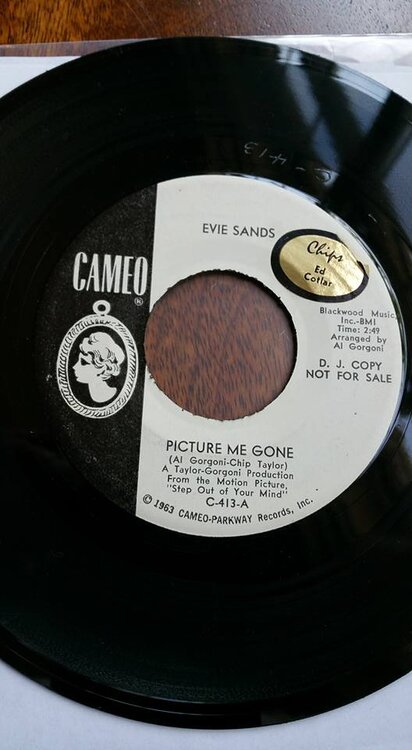 C-413
EVIE SANDS
Chips
Ed
Cotlar
CAMEO®
Blackwood Music,
Inc.-BMI
Time: 2:49
Arranged by
Al Gorgoni
D. J. COPY
NOT FOR SALE
PICTURE ME GONE
(Al Gorgoni-Chip Taylor)
A Taylor-Gorgoni Production
From the Motion Picture,
"Step Out of Your Mind"
C-413-A
© 1963 CAMEO-PARKWAY Records, Inc.